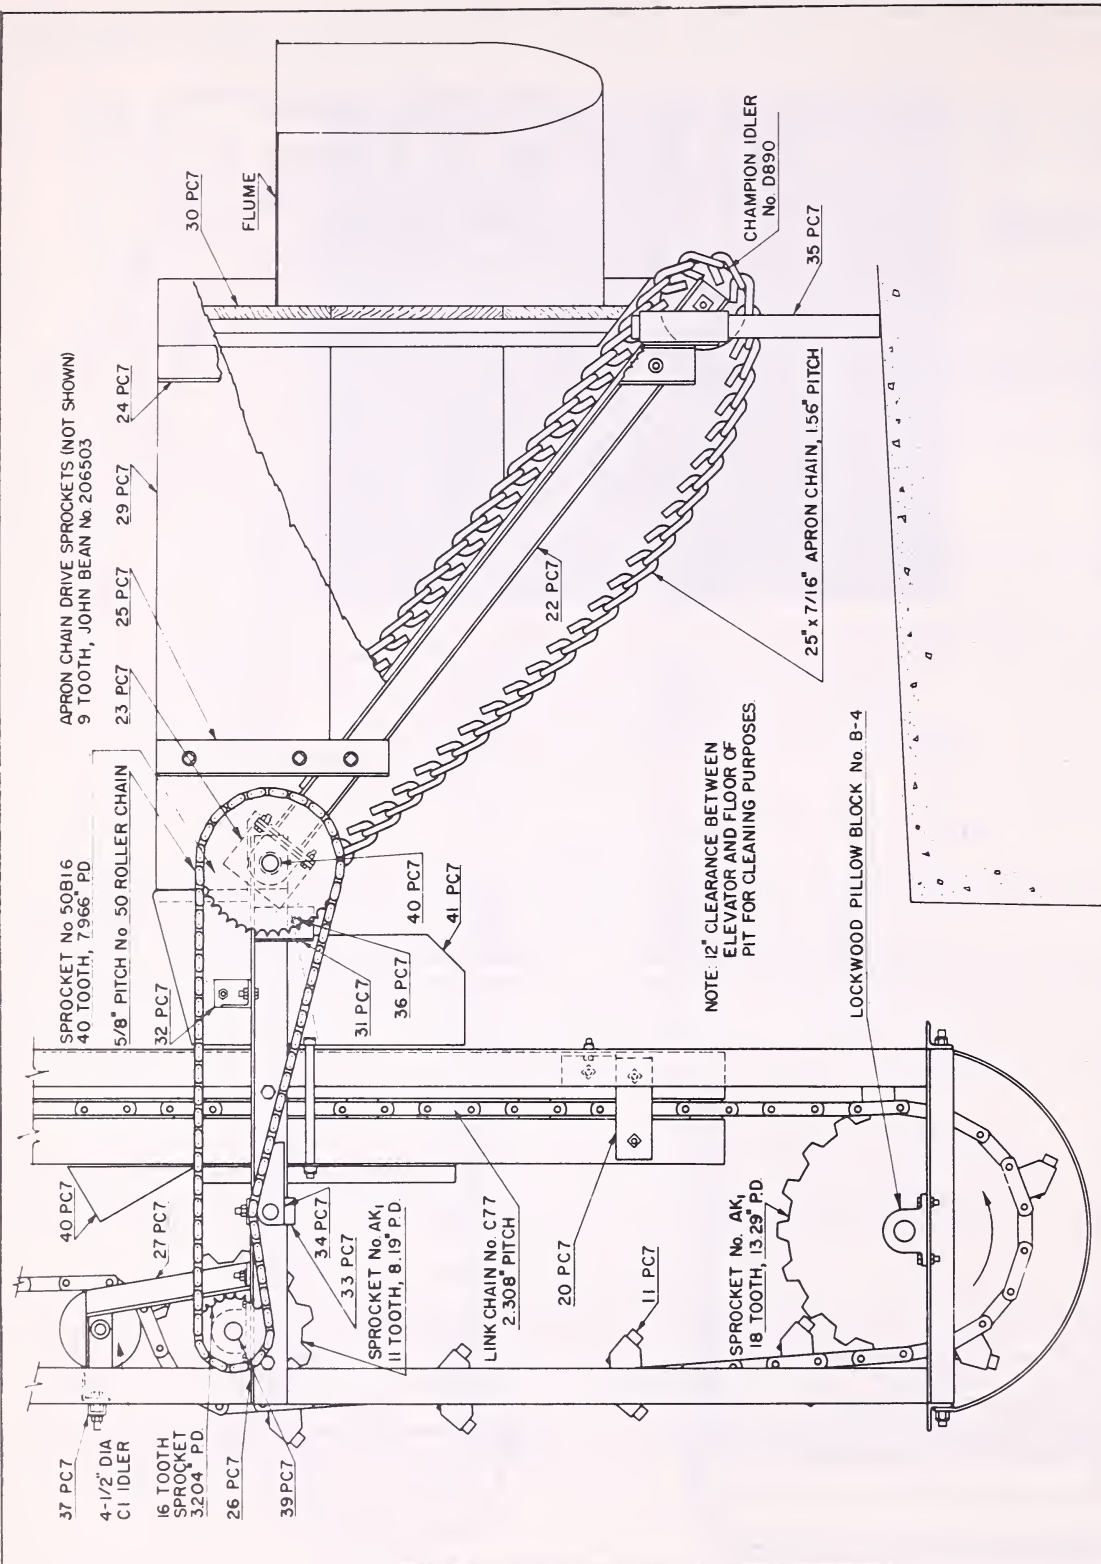 37 PC7
4-1/2" DIA
CI IDLER
16 TOOTH
SPROCKET
3.204" P.D.
26 PC7
39PC7
40 PC7
27 PC7
34 PC7
33 PC7
SPROCKET No. AK,
11 TOOTH, 8.19" P.D.
LINK CHAIN No. C77
2.308" PITCH
20 PC7
11 PC7
SPROCKET No. AK,
18 TOOTH, 13.29" P.D.
SPROCKET No 50B16
40 TOOTH, 7.966" PD
5/8" PITCH No 50 ROLLER CHAIN
32 PC7
31 PC7
36 PC7
40 PC7
41 PC7
NOTE: 12" CLEARANCE BETWEEN
ELEVATOR AND FLOOR OF
PIT FOR CLEANING PURPOSES
LOCKWOOD PILLOW BLOCK No. B-4
APRON CHAIN DRIVE SPROCKETS (NOT SHOWN)
9 TOOTH, JOHN BEAN No. 206503
23 PC7
25 PC7
29 PC7
24 PC7
22 PC7
25" x 7/16" APRON CHAIN, 1.56" PITCH
30 PC7
FLUME
CHAMPION IDLER
No. D890
35 PC7